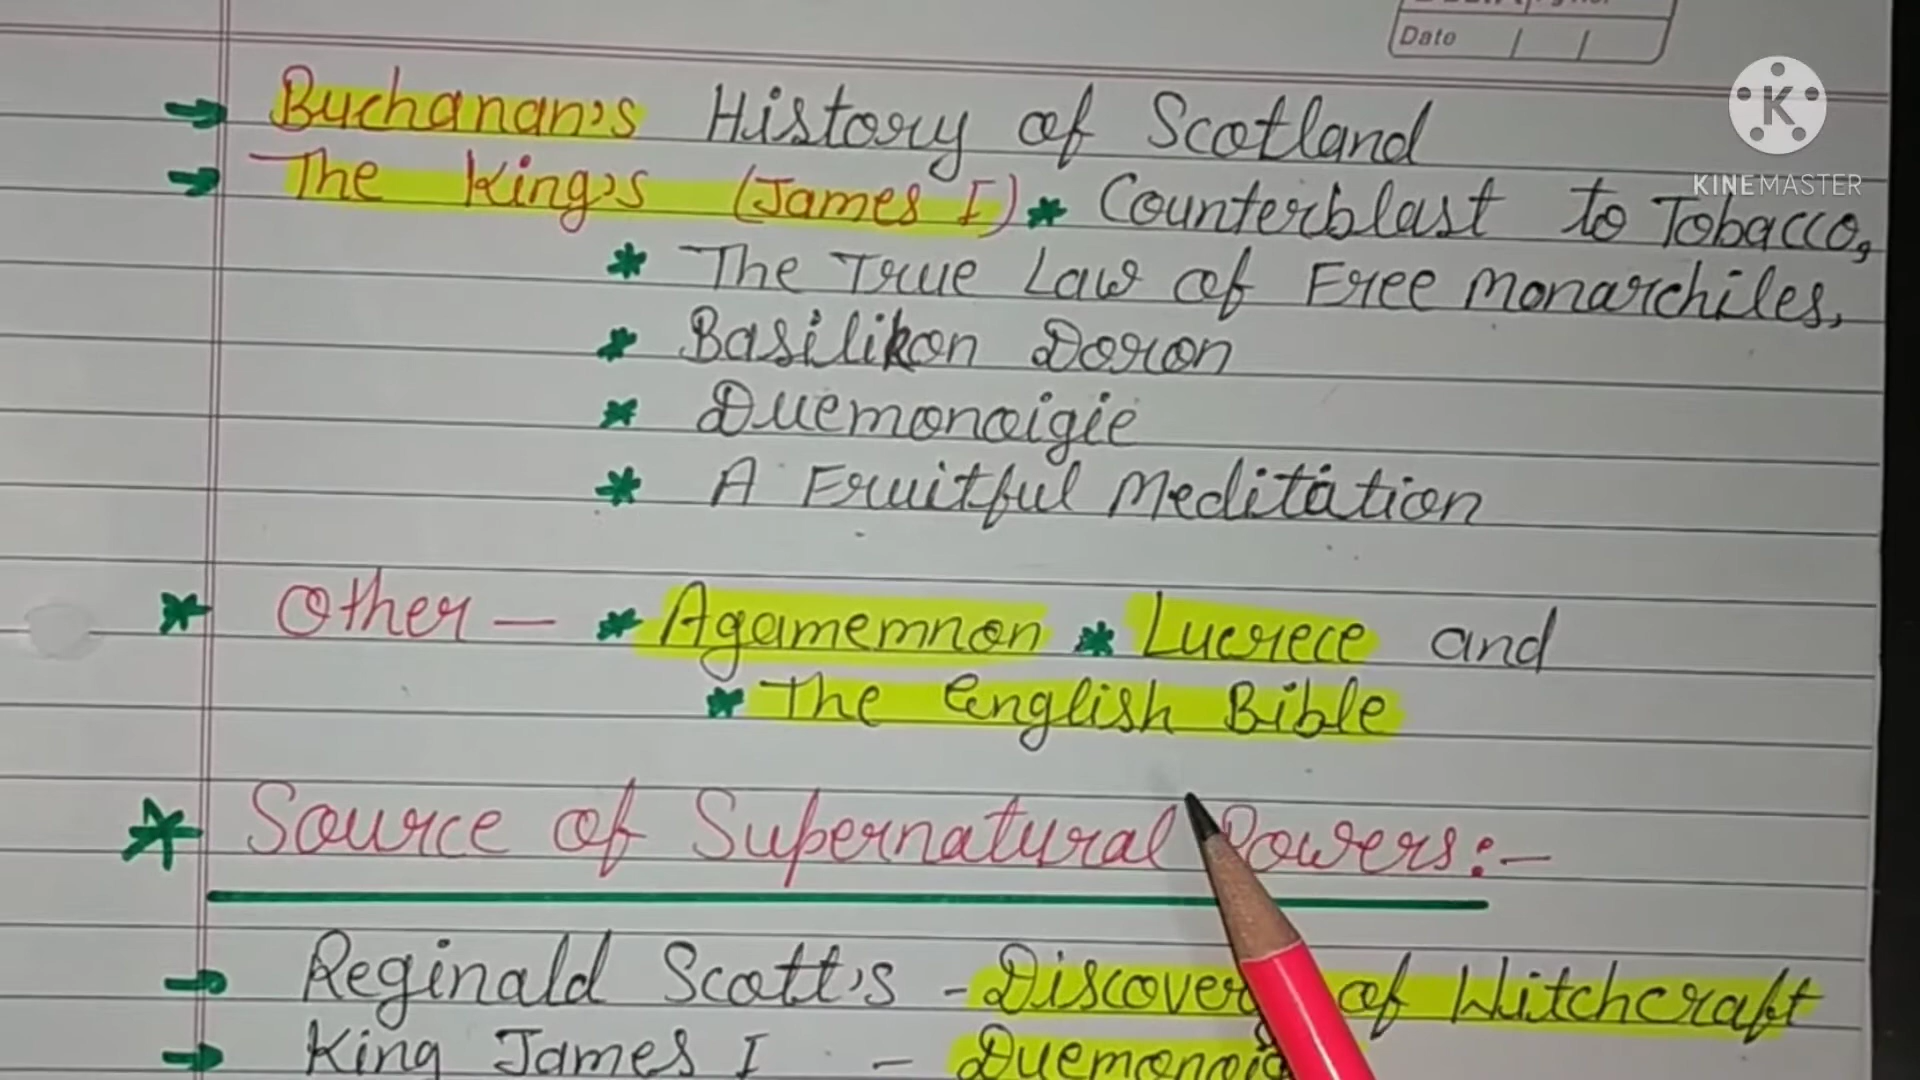 Date / /
KINEMASTER
→ Buchanan's History of Scotland
→ The King's (James I) * Counterblast to Tobacco,
* The True Law of Free Monarchiles,
* Basilikon Doron
* Duemonoigie
* A Fruitful Meditation
* Other — * Agamemnon * Lucrece and
* The English Bible
* Source of Supernatural Powers:-
→ Reginald Scott's - Discovery of Witchcraft
→ King James I -